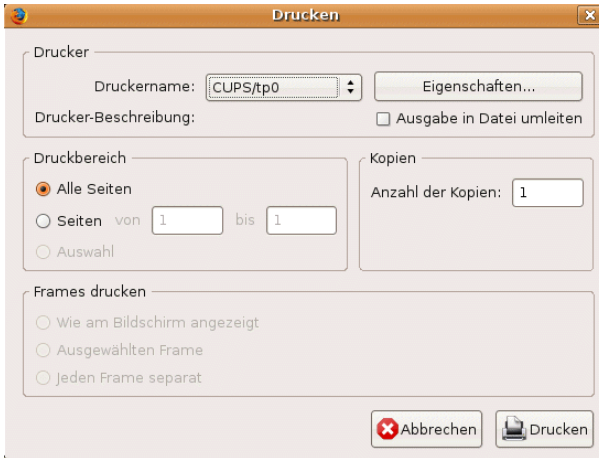 Drucken
Drucker
Druckername: CUPS/tp0 Eigenschaften...
Drucker-Beschreibung: Ausgabe in Datei umleiten
Druckbereich
Alle Seiten
Seiten von 1 bis 1
Auswahl
Kopien
Anzahl der Kopien: 1
Frames drucken
Wie am Bildschirm angezeigt
Ausgewählten Frame
Jeden Frame separat
Abbrechen Drucken